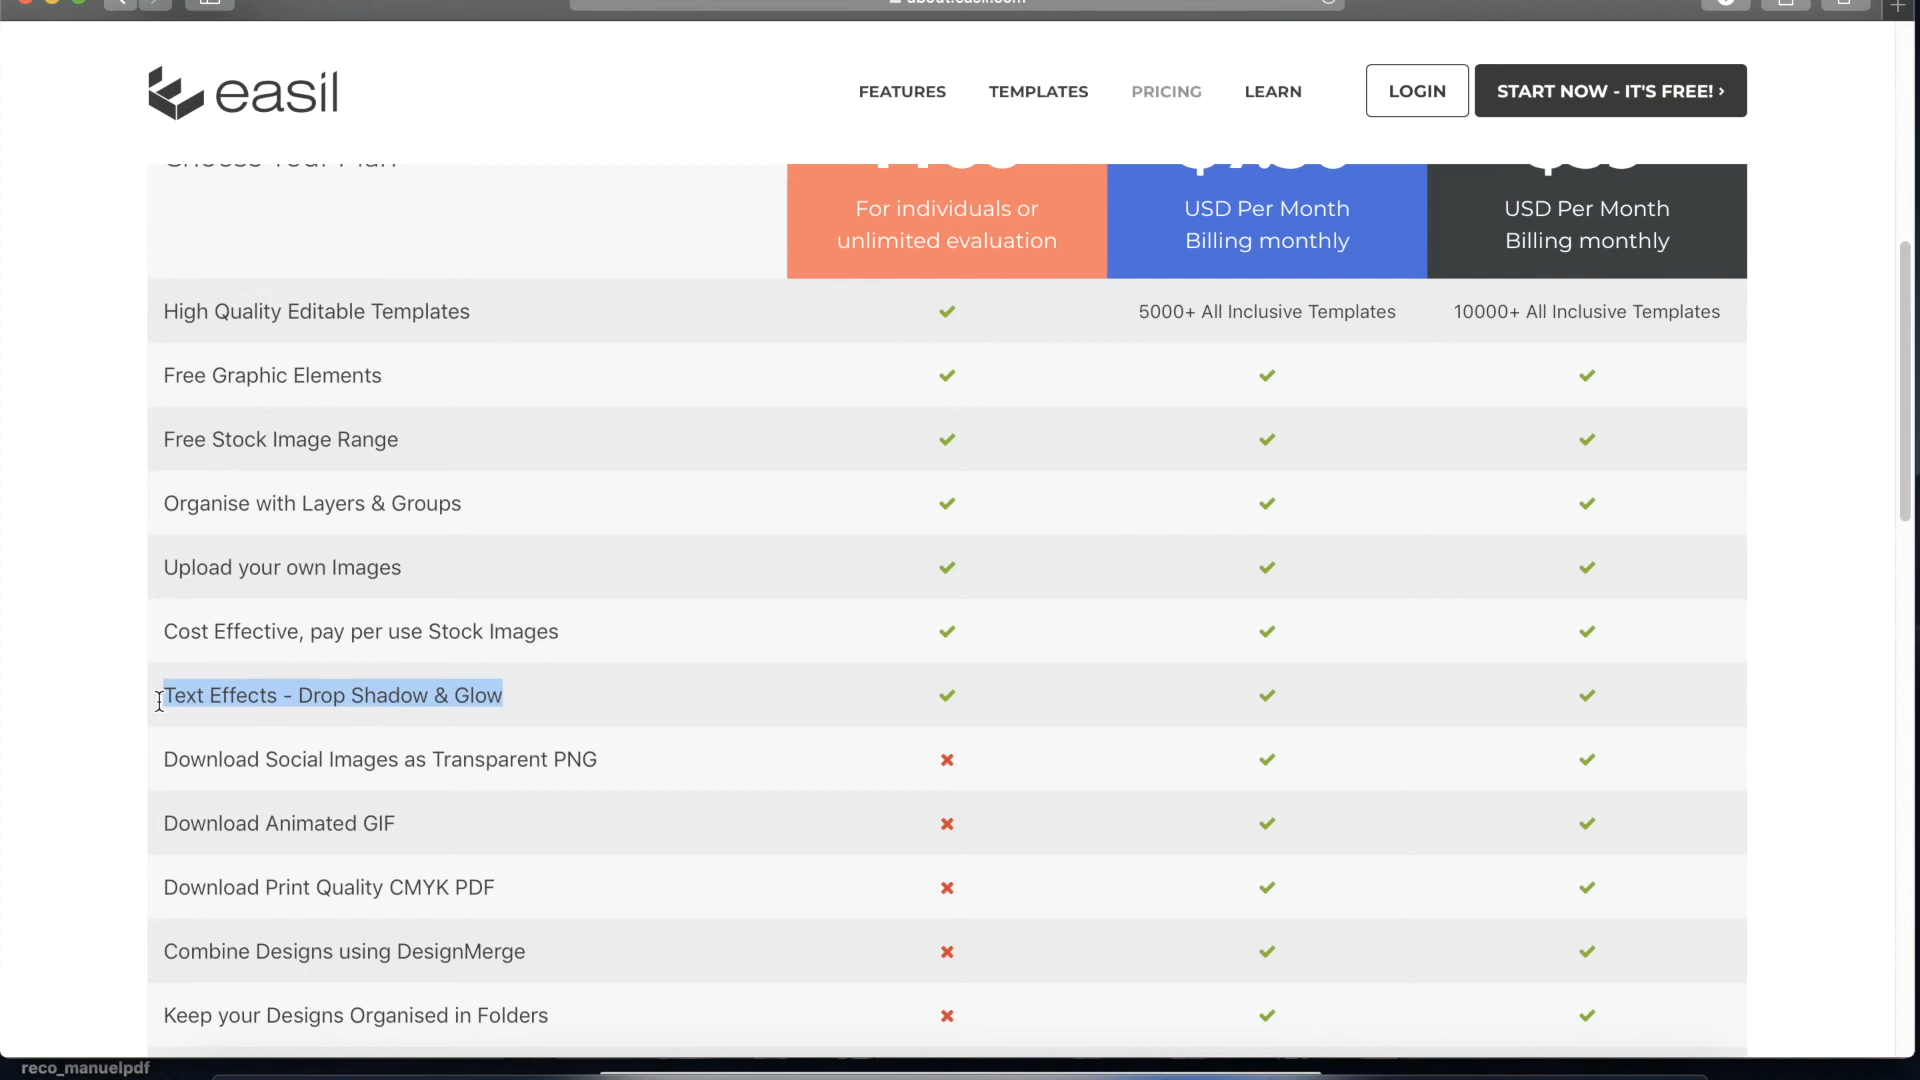 easil
FEATURES
TEMPLATES
PRICING
LEARN
LOGIN
START NOW - IT'S FREE! ›
For individuals or
unlimited evaluation
USD Per Month
Billing monthly
USD Per Month
Billing monthly
High Quality Editable Templates
5000+ All Inclusive Templates
10000+ All Inclusive Templates
Free Graphic Elements
Free Stock Image Range
Organise with Layers & Groups
Upload your own Images
Cost Effective, pay per use Stock Images
Text Effects - Drop Shadow & Glow
Download Social Images as Transparent PNG
Download Animated GIF
Download Print Quality CMYK PDF
Combine Designs using DesignMerge
Keep your Designs Organised in Folders
reco_manuelpdf